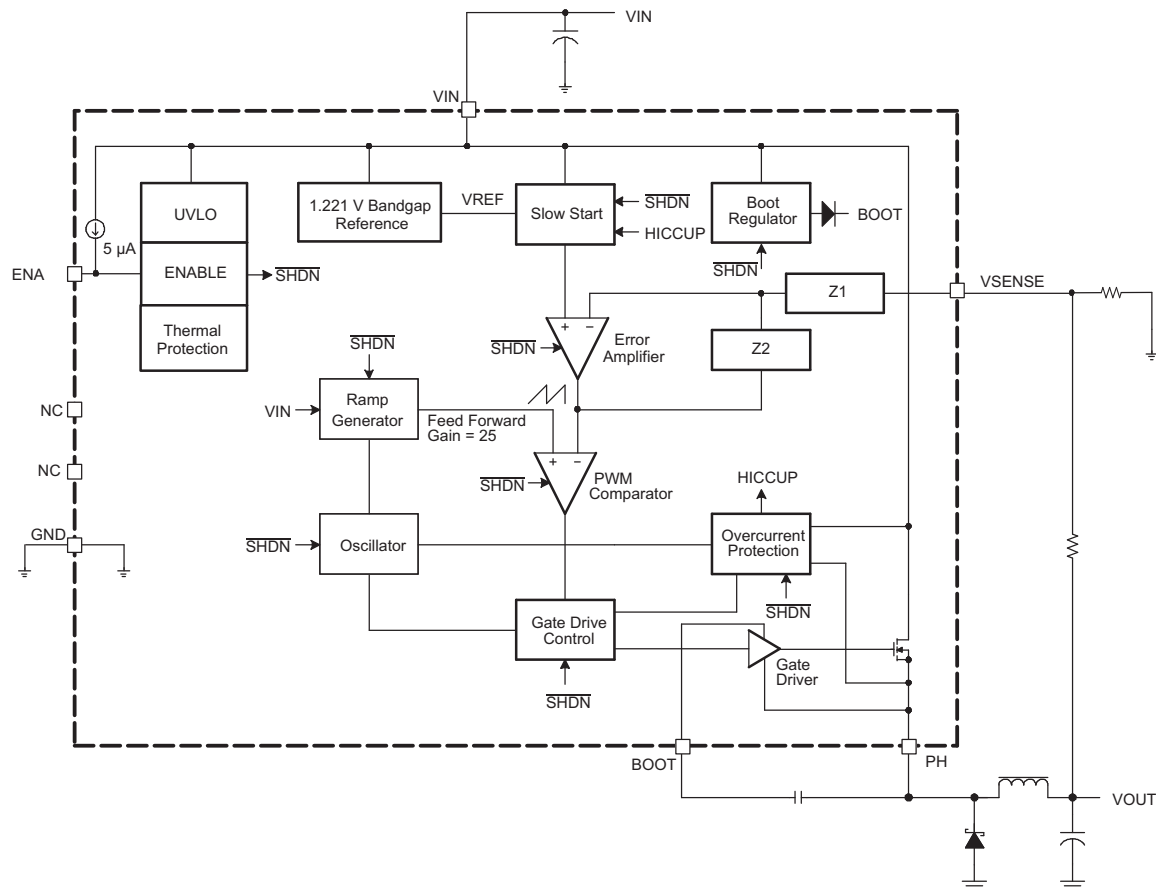 VIN
VIN
UVLO
1.221 V Bandgap
Reference
VREF
Slow Start
SHDN
HICCUP
Boot
Regulator
BOOT
5 µA
ENA
ENABLE
SHDN
SHDN
Z1
VSENSE
Thermal
Protection
SHDN
+ −
Error
Amplifier
Z2
SHDN
NC
VIN
Ramp
Generator
Feed Forward
Gain = 25
NC
SHDN
+ −
PWM
Comparator
HICCUP
GND
SHDN
Oscillator
Overcurrent
Protection
SHDN
Gate Drive
Control
Gate
Driver
SHDN
BOOT
PH
VOUT